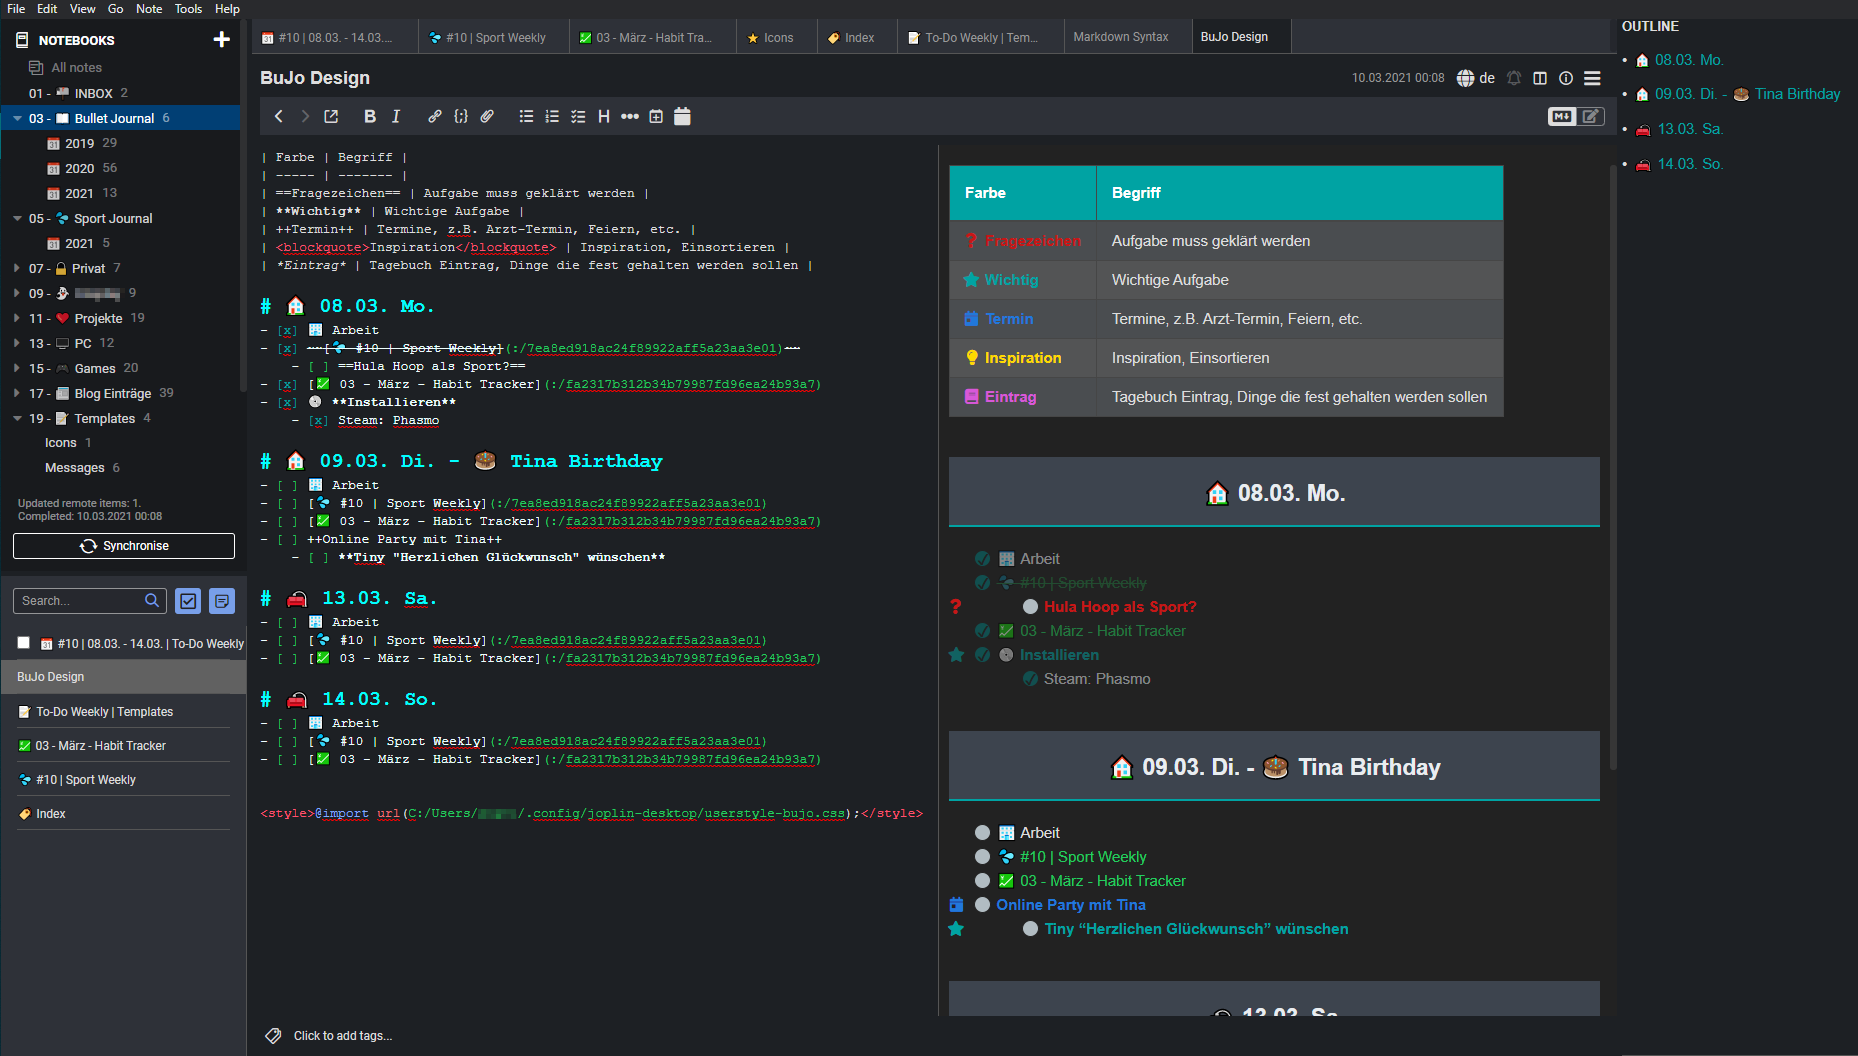 File Edit View Go Note Tools Help
NOTEBOOKS
All notes
01 - INBOX 2
03 - Bullet Journal 6
2019 29
2020 56
2021 13
05 - Sport Journal
2021 5
07 - Privat 7
09 - 9
11 - Projekte 19
13 - PC 12
15 - Games 20
17 - Blog Einträge 39
19 - Templates 4
Icons 1
Messages 6
Updated remote items: 1.
Completed: 10.03.2021 00:08
Synchronise
Search...
#10 | 08.03. - 14.03. | To-Do Weekly
BuJo Design
To-Do Weekly | Templates
03 - März - Habit Tracker
#10 | Sport Weekly
Index
#10 | 08.03. - 14.03....
#10 | Sport Weekly
03 - März - Habit Tra...
Icons
Index
To-Do Weekly | Tem...
Markdown Syntax
BuJo Design
BuJo Design
10.03.2021 00:08 de
B I H
M
| Farbe | Begriff |
| ----- | ------- |
| ==Fragezeichen== | Aufgabe muss geklärt werden |
| **Wichtig** | Wichtige Aufgabe |
| ++Termin++ | Termine, z.B. Arzt-Termin, Feiern, etc. |
| <blockquote>Inspiration</blockquote> | Inspiration, Einsortieren |
| *Eintrag* | Tagebuch Eintrag, Dinge die fest gehalten werden sollen |
# 08.03. Mo.
- [x] Arbeit
- [x] ~~[ #10 | Sport Weekly](:/7ea8ed918ac24f89922aff5a23aa3e01)~~
- [ ] ==Hula Hoop als Sport?==
- [x] [ 03 - März - Habit Tracker](:/fa2317b312b34b79987fd96ea24b93a7)
- [x] **Installieren**
- [x] Steam: Phasmo
# 09.03. Di. - Tina Birthday
- [ ] Arbeit
- [ ] [ #10 | Sport Weekly](:/7ea8ed918ac24f89922aff5a23aa3e01)
- [ ] [ 03 - März - Habit Tracker](:/fa2317b312b34b79987fd96ea24b93a7)
- [ ] ++Online Party mit Tina++
- [ ] **Tiny "Herzlichen Glückwunsch" wünschen**
# 13.03. Sa.
- [ ] Arbeit
- [ ] [ #10 | Sport Weekly](:/7ea8ed918ac24f89922aff5a23aa3e01)
- [ ] [ 03 - März - Habit Tracker](:/fa2317b312b34b79987fd96ea24b93a7)
# 14.03. So.
- [ ] Arbeit
- [ ] [ #10 | Sport Weekly](:/7ea8ed918ac24f89922aff5a23aa3e01)
- [ ] [ 03 - März - Habit Tracker](:/fa2317b312b34b79987fd96ea24b93a7)
<style>@import url(C:/Users/ /.config/joplin-desktop/userstyle-bujo.css);</style>
Click to add tags...
Farbe Begriff
? Fragezeichen Aufgabe muss geklärt werden
Wichtig Wichtige Aufgabe
Termin Termine, z.B. Arzt-Termin, Feiern, etc.
Inspiration Inspiration, Einsortieren
Eintrag Tagebuch Eintrag, Dinge die fest gehalten werden sollen
08.03. Mo.
Arbeit
#10 | Sport Weekly
? Hula Hoop als Sport?
03 - März - Habit Tracker
Installieren
Steam: Phasmo
09.03. Di. - Tina Birthday
Arbeit
#10 | Sport Weekly
03 - März - Habit Tracker
Online Party mit Tina
Tiny “Herzlichen Glückwunsch” wünschen
13.03. Sa.
OUTLINE
• 08.03. Mo.
• 09.03. Di. - Tina Birthday
• 13.03. Sa.
• 14.03. So.